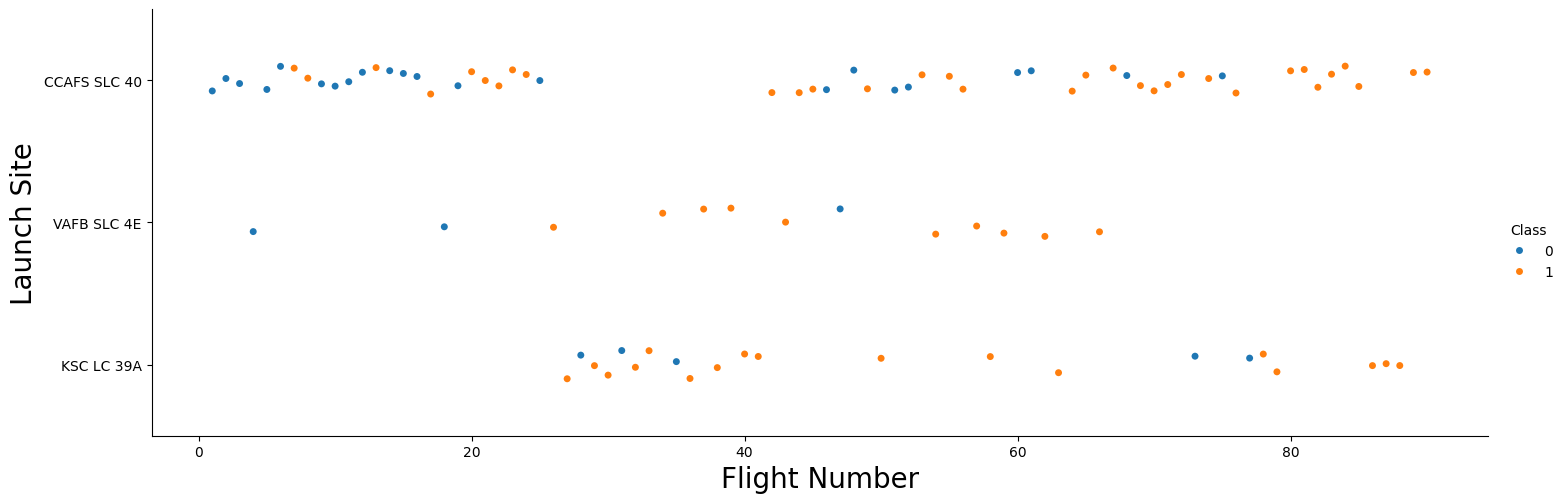 CCAFS SLC 40
VAFB SLC 4E
KSC LC 39A
Launch Site
0 20 40 60 80
Flight Number
Class
0
1